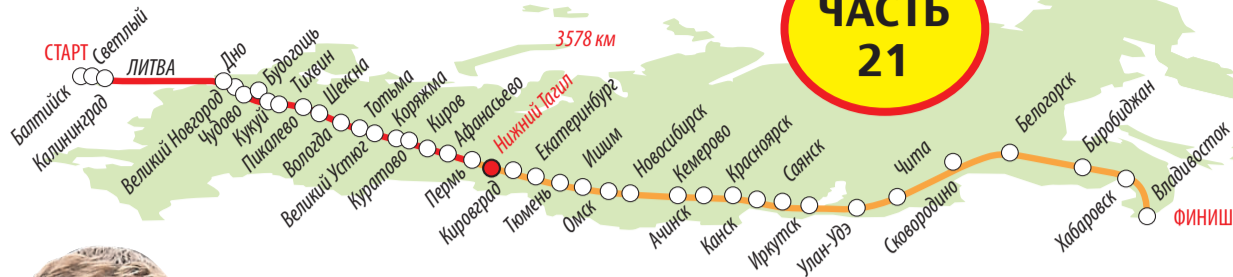 ЧАСТЬ
21
3578 км
СТАРТ
Светлый
ЛИТВА
Балтийск
Калининград
Дно
Великий Новгород
Чудово
Будогощь
Кукуй
Тихвин
Пикалево
Шексна
Вологда
Тотьма
Великий Устюг
Коряжма
Куратово
Киров
Афанасьево
Пермь
Нижний Тагил
Кировград
Екатеринбург
Тюмень
Ишим
Омск
Новосибирск
Кемерово
Ачинск
Красноярск
Канск
Саянск
Иркутск
Улан-Удэ
Чита
Сковородино
Белогорск
Биробиджан
Хабаровск
Владивосток
ФИНИШ